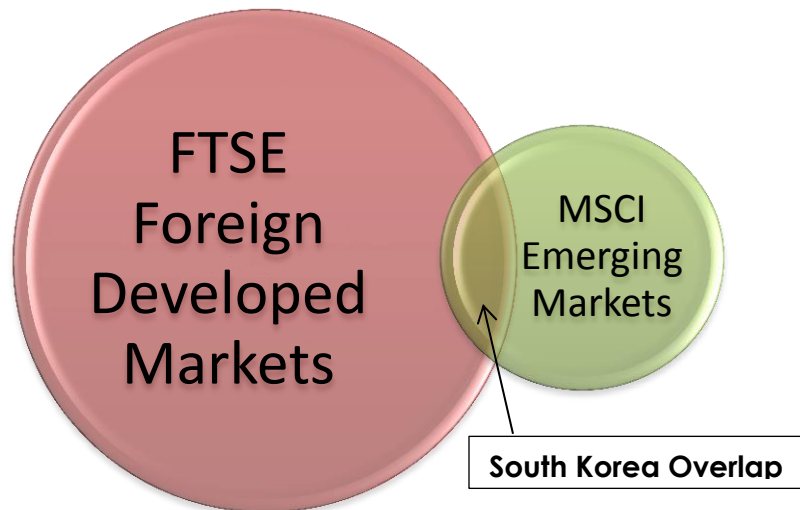 FTSE
Foreign
Developed
Markets
MSCI
Emerging
Markets
South Korea Overlap